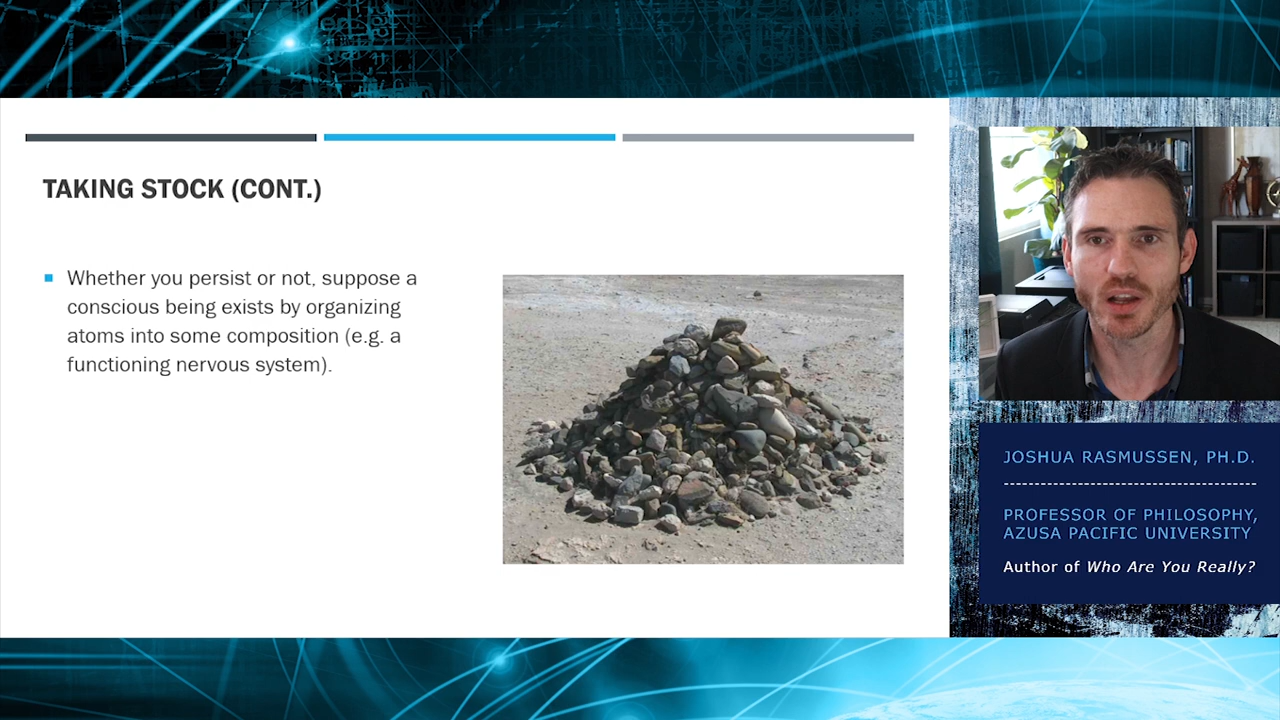 TAKING STOCK (CONT.)
Whether you persist or not, suppose a
conscious being exists by organizing
atoms into some composition (e.g. a
functioning nervous system).
JOSHUA RASMUSSEN, PH.D.
PROFESSOR OF PHILOSOPHY,
AZUSA PACIFIC UNIVERSITY
Author of Who Are You Really?